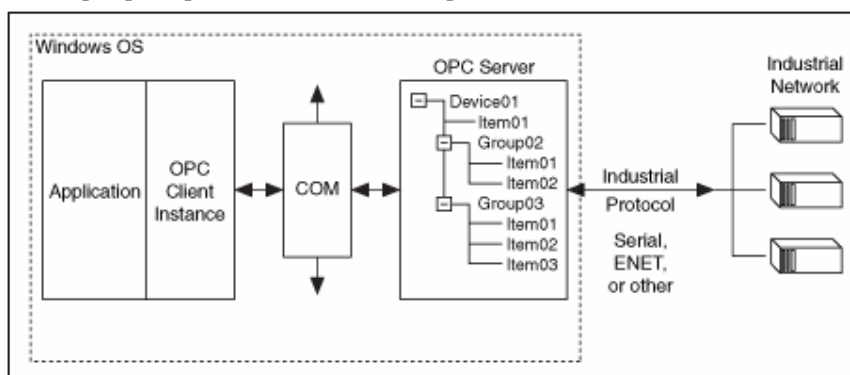 Windows OS
Application
OPC
Client
Instance
COM
OPC Server
Device01
Item01
Group02
Item01
Item02
Group03
Item01
Item02
Item03
Industrial
Protocol
Serial,
ENET,
or other
Industrial
Network